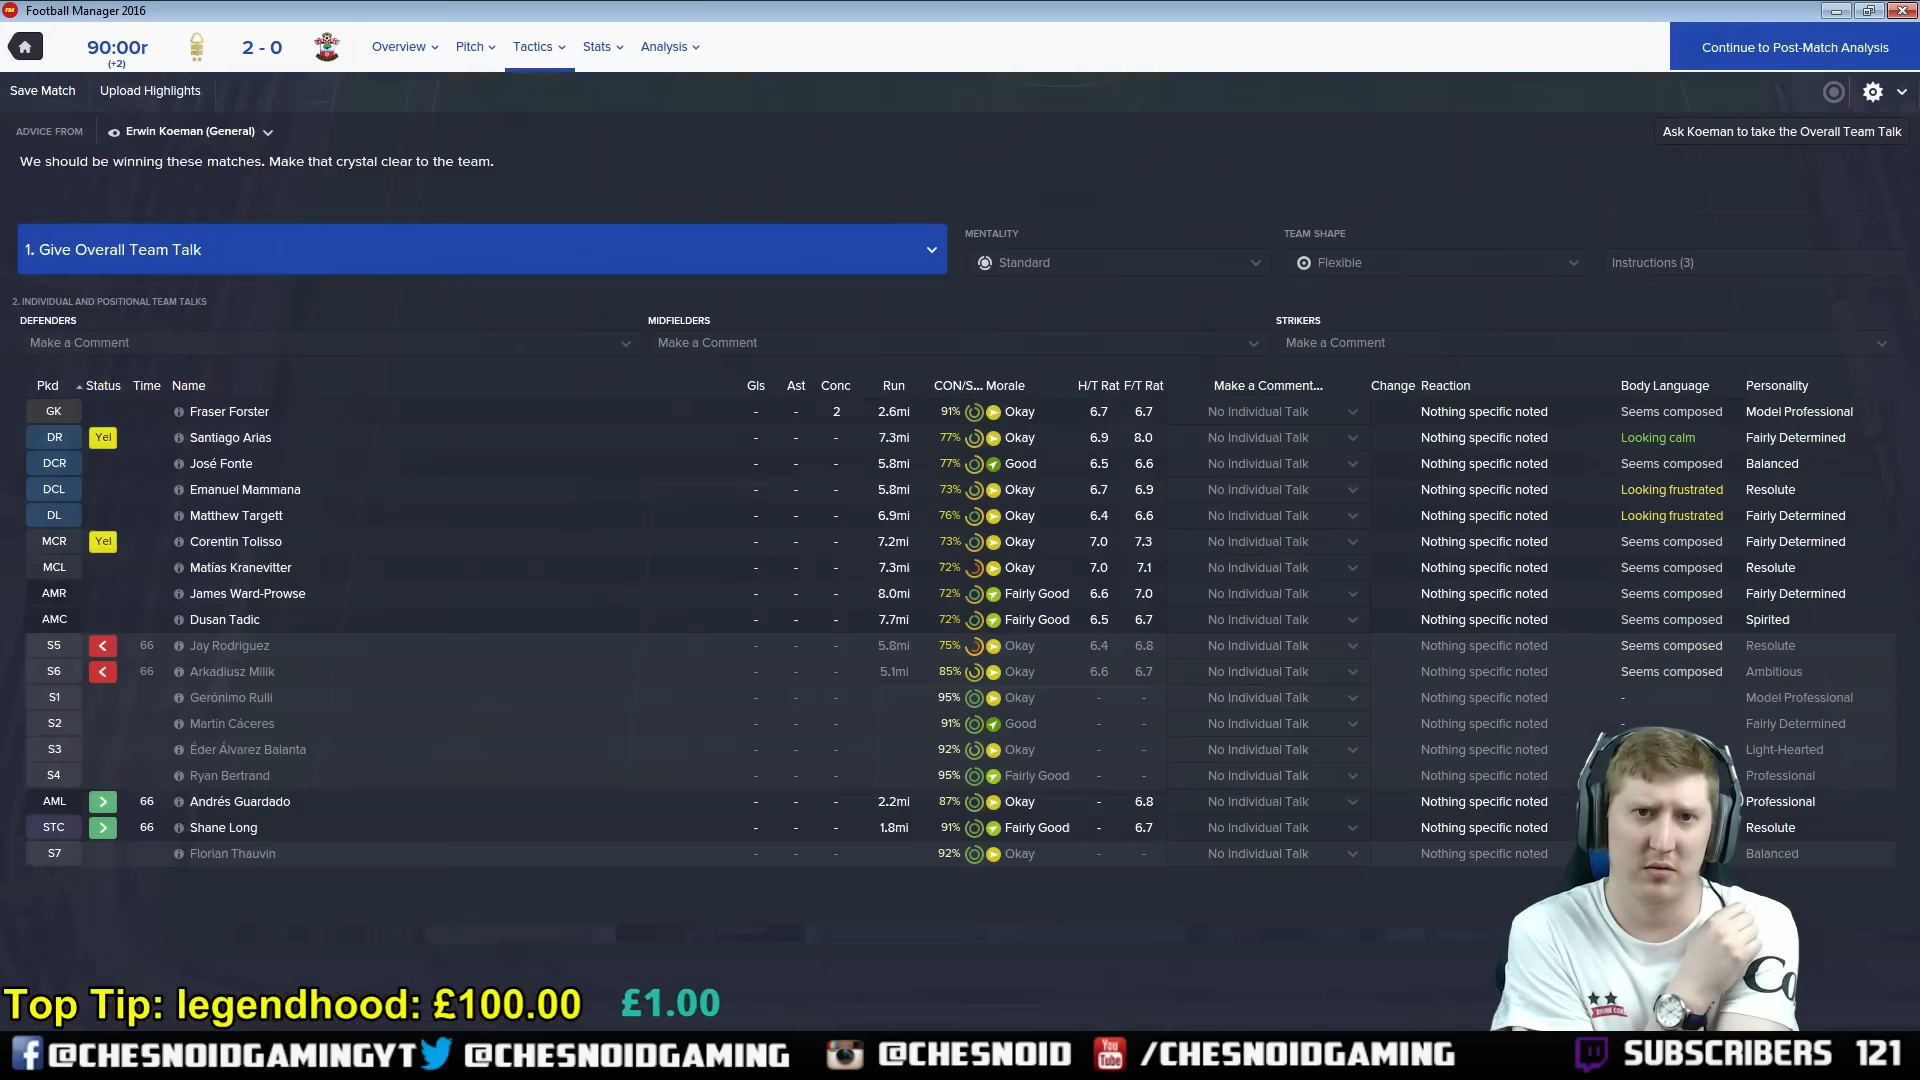 Football Manager 2016
90:00r
(+2)
2 - 0
Overview
Pitch
Tactics
Stats
Analysis
Continue to Post-Match Analysis
Save Match
Upload Highlights
ADVICE FROM
Erwin Koeman (General)
Ask Koeman to take the Overall Team Talk
We should be winning these matches. Make that crystal clear to the team.
1. Give Overall Team Talk
MENTALITY
Standard
TEAM SHAPE
Flexible
Instructions (3)
2. INDIVIDUAL AND POSITIONAL TEAM TALKS
DEFENDERS MIDFIELDERS STRIKERS
Make a Comment Make a Comment Make a Comment
Pkd Status Time Name Gls Ast Conc Run CON/S... Morale H/T Rat F/T Rat Make a Comment... Change Reaction Body Language Personality
GK Fraser Forster - - 2 2.6mi 91% Okay 6.7 6.7 No Individual Talk Nothing specific noted Seems composed Model Professional
DR Yel Santiago Arias - - - 7.3mi 77% Okay 6.9 8.0 No Individual Talk Nothing specific noted Looking calm Fairly Determined
DCR José Fonte - - - 5.8mi 77% Good 6.5 6.6 No Individual Talk Nothing specific noted Seems composed Balanced
DCL Emanuel Mammana - - - 5.8mi 73% Okay 6.7 6.9 No Individual Talk Nothing specific noted Looking frustrated Resolute
DL Matthew Targett - - - 6.9mi 76% Okay 6.4 6.6 No Individual Talk Nothing specific noted Looking frustrated Fairly Determined
MCR Yel Corentin Tolisso - - - 7.2mi 73% Okay 7.0 7.3 No Individual Talk Nothing specific noted Seems composed Fairly Determined
MCL Matías Kranevitter - - - 7.3mi 72% Okay 7.0 7.1 No Individual Talk Nothing specific noted Seems composed Resolute
AMR James Ward-Prowse - - - 8.0mi 72% Fairly Good 6.6 7.0 No Individual Talk Nothing specific noted Seems composed Fairly Determined
AMC Dusan Tadic - - - 7.7mi 72% Fairly Good 6.5 6.7 No Individual Talk Nothing specific noted Seems composed Spirited
S5 66 Jay Rodriguez - - - 5.8mi 75% Okay 6.4 6.8 No Individual Talk Nothing specific noted Seems composed Resolute
S6 66 Arkadiusz Milik - - - 5.1mi 85% Okay 6.6 6.7 No Individual Talk Nothing specific noted Seems composed Ambitious
S1 Gerónimo Rulli - - - 95% Okay - - No Individual Talk Nothing specific noted - Model Professional
S2 Martín Cáceres - - - 91% Good - - No Individual Talk Nothing specific noted - Fairly Determined
S3 Éder Álvarez Balanta - - - 92% Okay - - No Individual Talk Nothing specific noted Light-Hearted
S4 Ryan Bertrand - - - 95% Fairly Good - - No Individual Talk Nothing specific noted Professional
AML 66 Andrés Guardado - - - 2.2mi 87% Okay - 6.8 No Individual Talk Nothing specific noted Professional
STC 66 Shane Long - - - 1.8mi 91% Fairly Good - 6.7 No Individual Talk Nothing specific noted Resolute
S7 Florian Thauvin - - - 92% Okay - - No Individual Talk Nothing specific noted Balanced
Top Tip: legendhood: £100.00 £1.00
@CHESNOIDGAMINGYT @CHESNOIDGAMING @CHESNOID You Tube /CHESNOIDGAMING SUBSCRIBERS 121